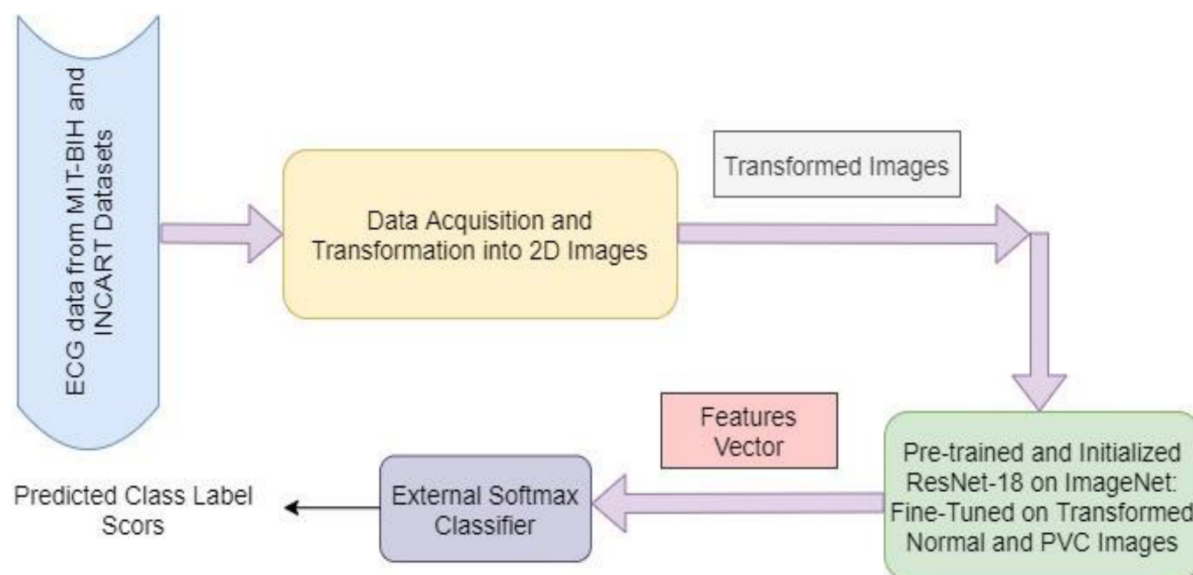 ECG data from MIT-BIH and
INCART Datasets
Data Acquisition and
Transformation into 2D Images
Transformed Images
Pre-trained and Initialized
ResNet-18 on ImageNet:
Fine-Tuned on Transformed
Normal and PVC Images
Features
Vector
External Softmax
Classifier
Predicted Class Label
Scors